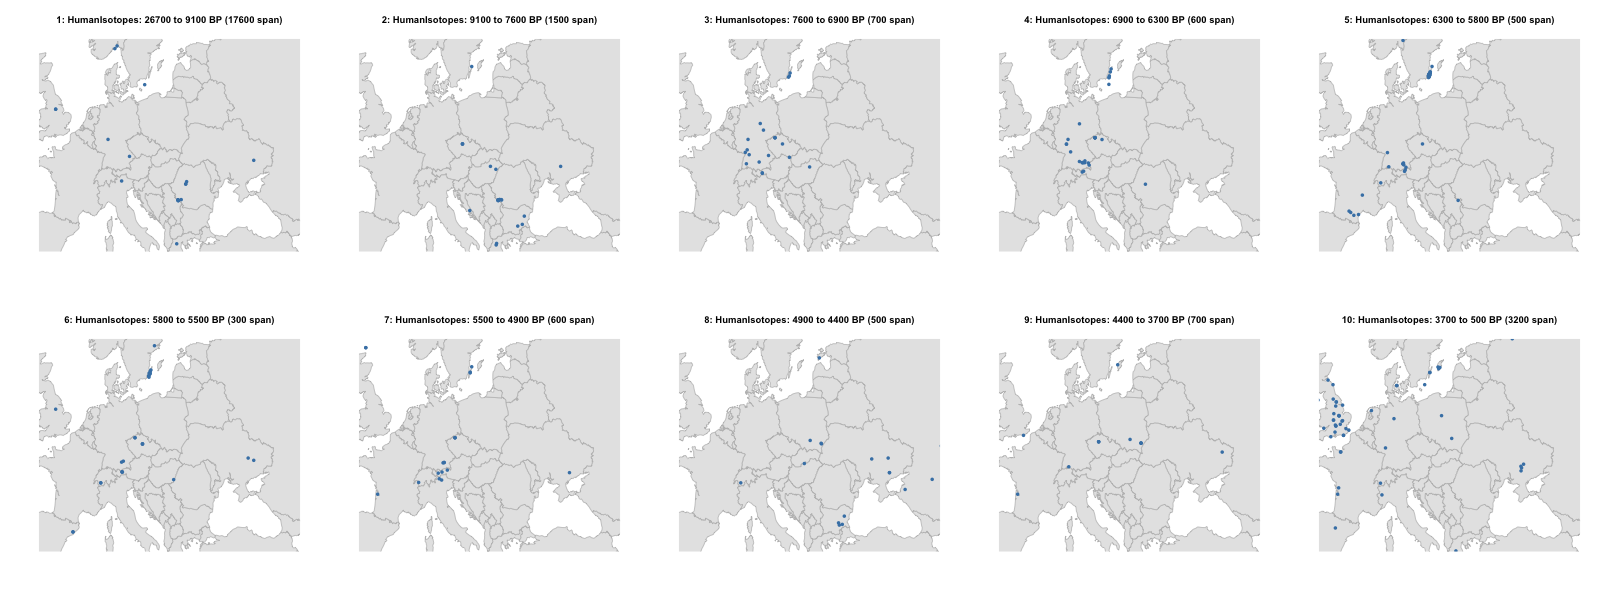 1: HumanIsotopes: 26700 to 9100 BP (17600 span)
2: HumanIsotopes: 9100 to 7600 BP (1500 span)
3: HumanIsotopes: 7600 to 6900 BP (700 span)
4: HumanIsotopes: 6900 to 6300 BP (600 span)
5: HumanIsotopes: 6300 to 5800 BP (500 span)
6: HumanIsotopes: 5800 to 5500 BP (300 span)
7: HumanIsotopes: 5500 to 4900 BP (600 span)
8: HumanIsotopes: 4900 to 4400 BP (500 span)
9: HumanIsotopes: 4400 to 3700 BP (700 span)
10: HumanIsotopes: 3700 to 500 BP (3200 span)